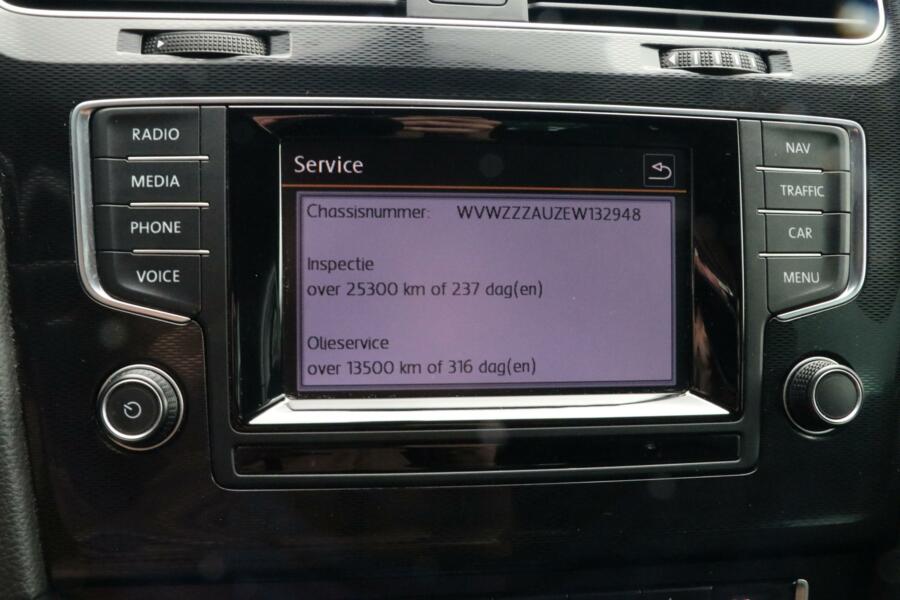 RADIO
MEDIA
PHONE
VOICE
Service
Chassisnummer: WVWZZZAUZEW132948
Inspectie
over 25300 km of 237 dag(en)
Olieservice
over 13500 km of 316 dag(en)
NAV
TRAFFIC
CAR
MENU